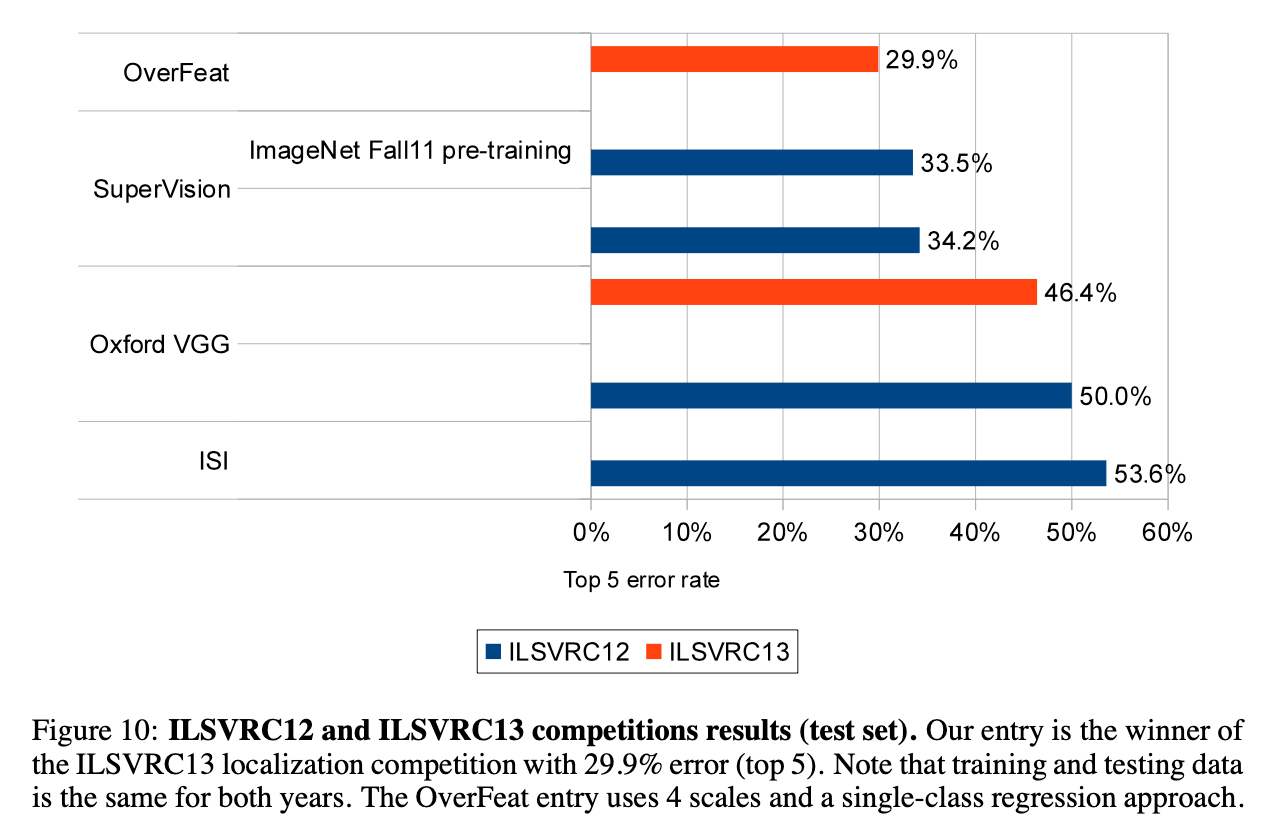 OverFeat
29.9%
ImageNet Fall11 pre-training
33.5%
SuperVision
34.2%
46.4%
Oxford VGG
50.0%
ISI
53.6%
0% 10% 20% 30% 40% 50% 60%
Top 5 error rate
ILSVRC12 ILSVRC13
Figure 10: ILSVRC12 and ILSVRC13 competitions results (test set). Our entry is the winner of
the ILSVRC13 localization competition with 29.9% error (top 5). Note that training and testing data
is the same for both years. The OverFeat entry uses 4 scales and a single-class regression approach.